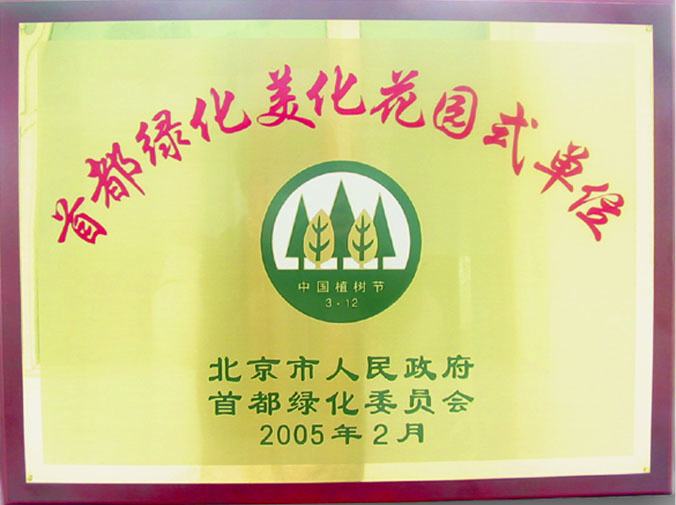 首都绿化美化花园式单位
中国植树节
3·12
北京市人民政府
首都绿化委员会
2005年2月